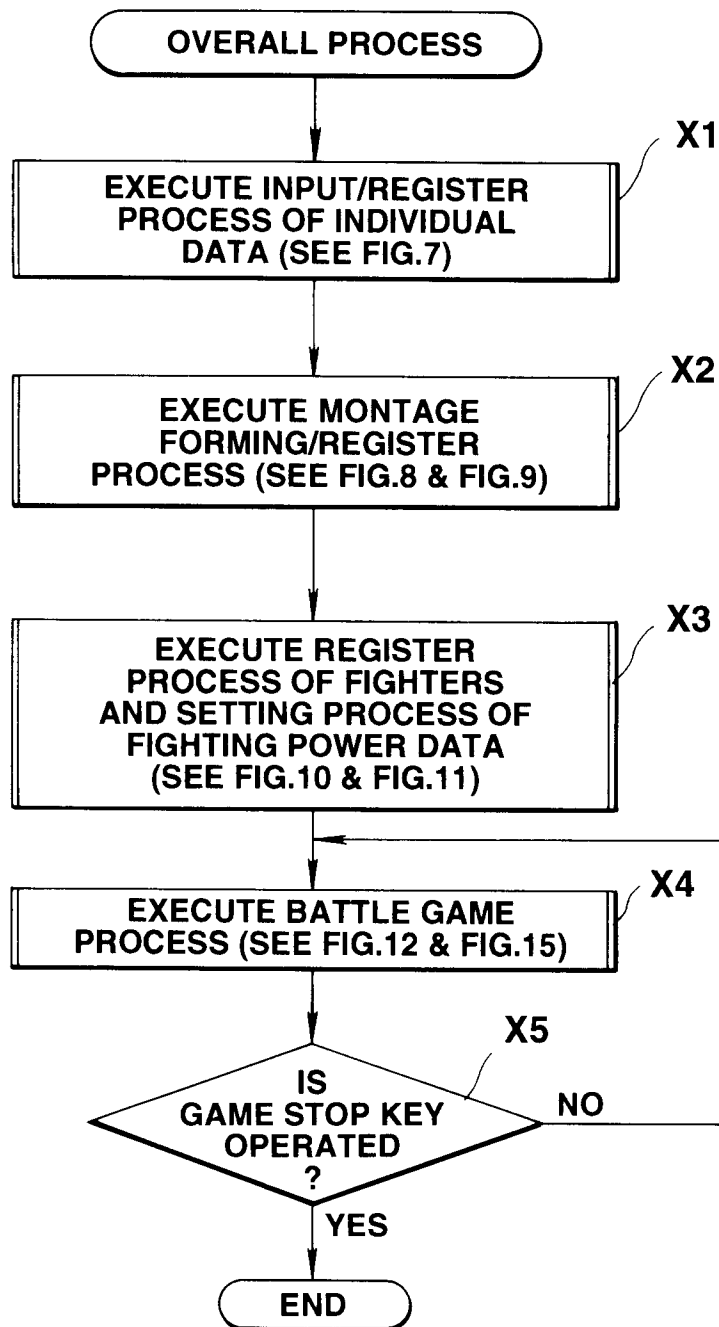 OVERALL PROCESS
X1
EXECUTE INPUT/REGISTER
PROCESS OF INDIVIDUAL
DATA (SEE FIG.7)
X2
EXECUTE MONTAGE
FORMING/REGISTER
PROCESS (SEE FIG.8 & FIG.9)
X3
EXECUTE REGISTER
PROCESS OF FIGHTERS
AND SETTING PROCESS OF
FIGHTING POWER DATA
(SEE FIG.10 & FIG.11)
X4
EXECUTE BATTLE GAME
PROCESS (SEE FIG.12 & FIG.15)
X5
IS
GAME STOP KEY
OPERATED
?
NO
YES
END